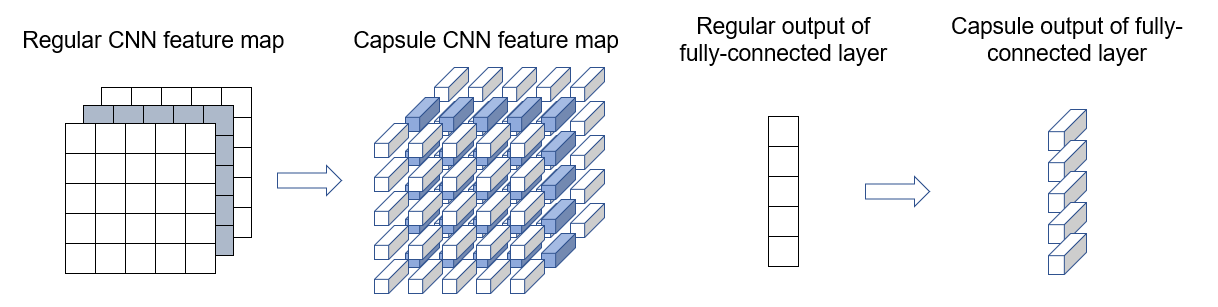 Regular CNN feature map
Capsule CNN feature map
Regular output of
fully-connected layer
Capsule output of fully-
connected layer